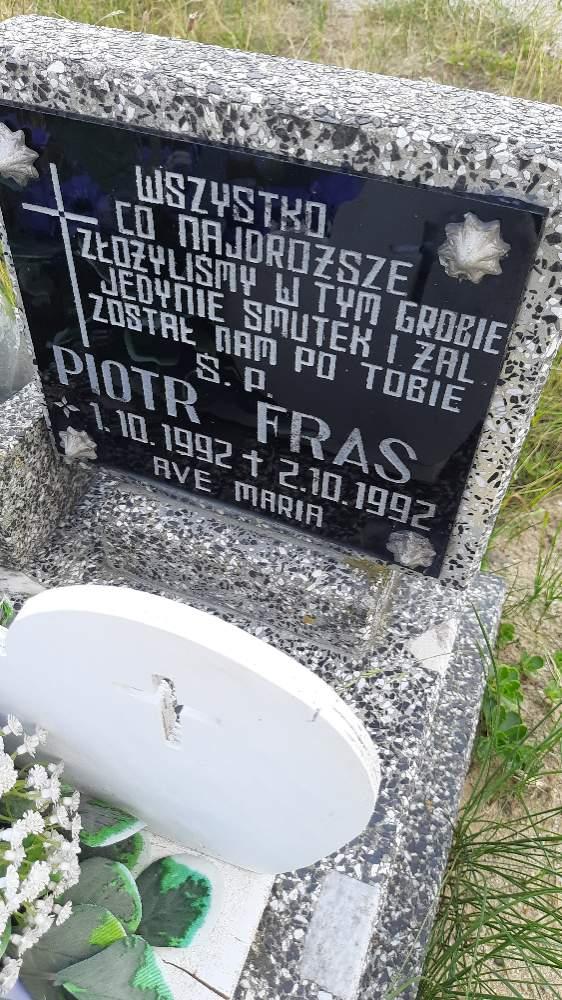 WSZYSTKO
CO NAJDROŻSZE
ZŁOŻYLIŚMY W TYM GROBIE
JEDYNIE SMUTEK I ŻAL
ZOSTAŁ NAM PO TOBIE
Ś. P.
PIOTR FRAS
1.10.1992 † 2.10.1992
AVE MARIA